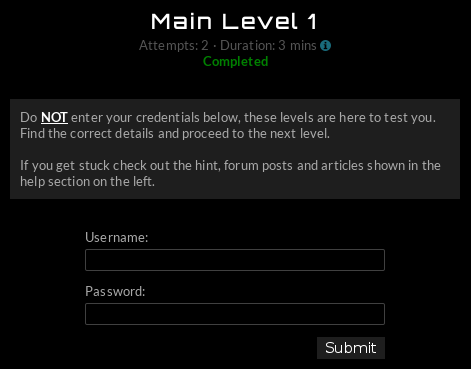 Main Level 1
Attempts: 2 · Duration: 3 mins
Completed
Do NOT enter your credentials below, these levels are here to test you.
Find the correct details and proceed to the next level.
If you get stuck check out the hint, forum posts and articles shown in the
help section on the left.
Username:
Password:
Submit